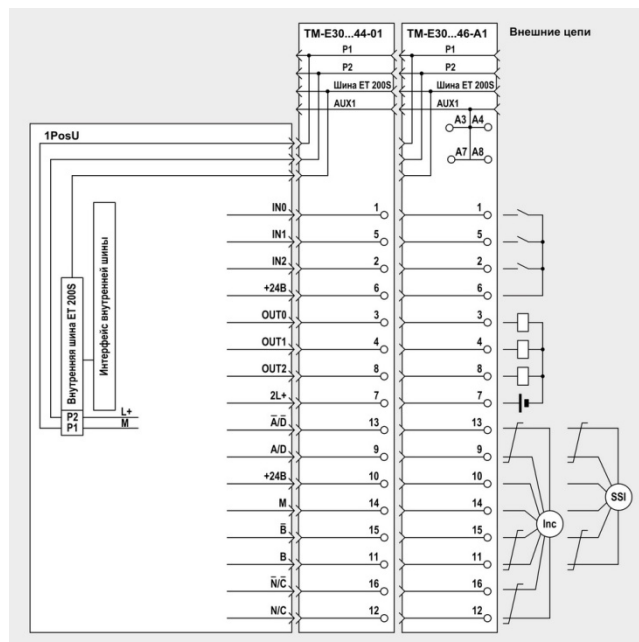 TM-E30...44-01 TM-E30...46-A1 Внешние цепи
P1 P1
P2 P2
Шина ET 200S Шина ET 200S
AUX1 AUX1
A3 A4
1PosU
A7 A8
IN0 1 1
IN1 5 5
IN2 2 2
+24В 6 6
OUT0 3 3
OUT1 4 4
OUT2 8 8
2L+ 7 7
Внутренняя шина ET 200S
Интерфейс внутренней шины
P2 L+
P1 M
A̅/D̅ 13 13
A/D 9 9
+24В 10 10
M 14 14
B̅ 15 15
B 11 11
N̅/C̅ 16 16
N/C 12 12
Inc
SSI